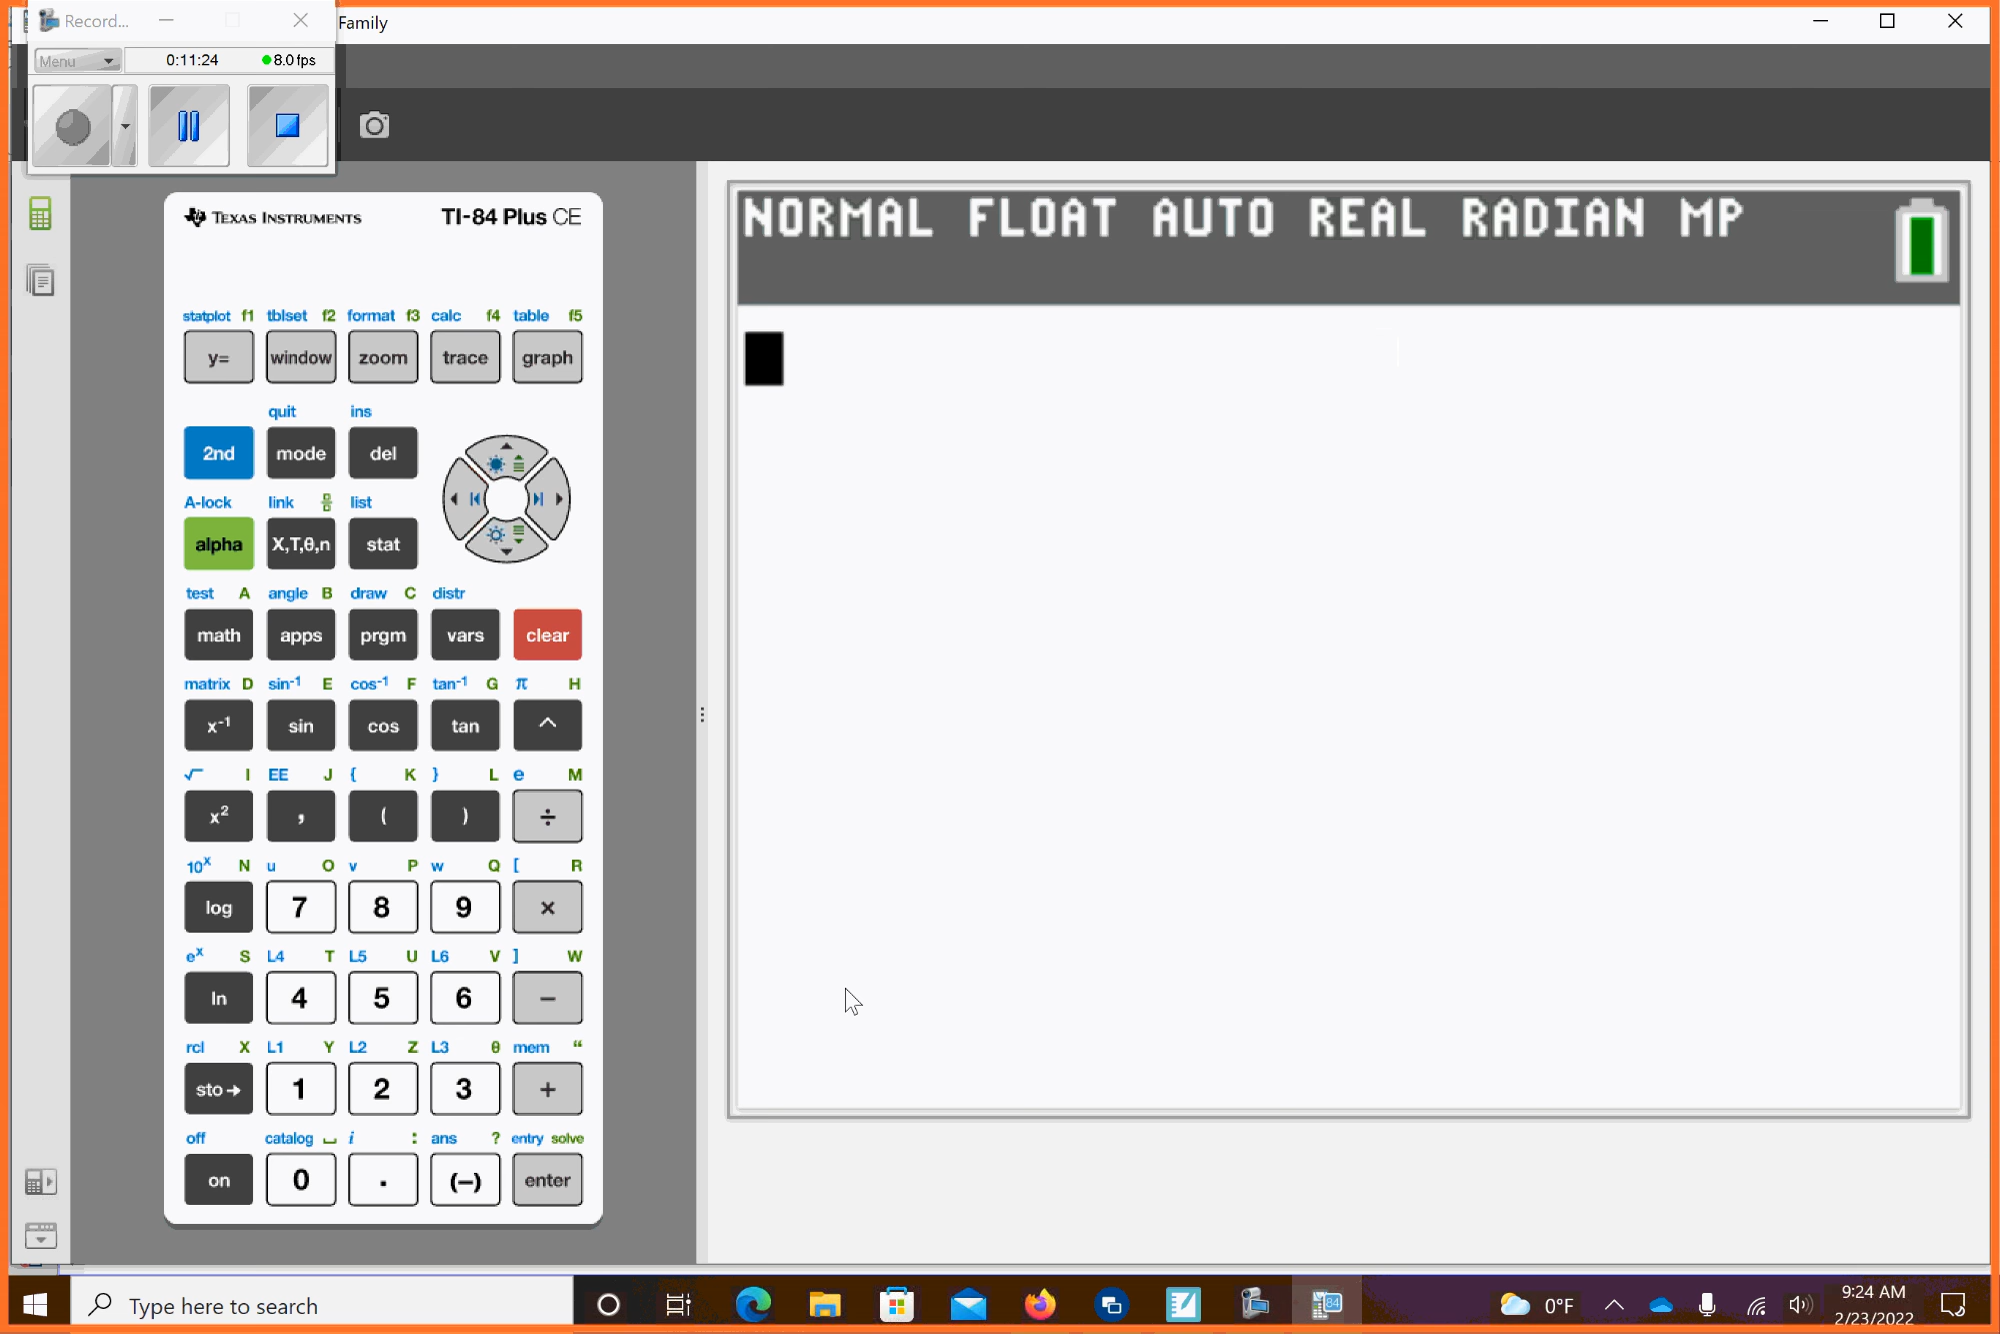 Record...
Family
Menu
0:11:24
8.0 fps
TEXAS INSTRUMENTS
TI-84 Plus CE
NORMAL FLOAT AUTO REAL RADIAN MP
statplot f1 tblset f2 format f3 calc f4 table f5
y= window zoom trace graph
quit ins
2nd mode del
A-lock link list
alpha X,T,θ,n stat
test A angle B draw C distr
math apps prgm vars clear
matrix D sin-1 E cos-1 F tan-1 G π H
x-1 sin cos tan ^
√ I EE J { K } L e M
x2 , ( ) ÷
10x N u O v P w Q [ R
log 7 8 9 ×
ex S L4 T L5 U L6 V ] W
ln 4 5 6 −
rcl X L1 Y L2 Z L3 θ mem “
sto→ 1 2 3 +
off catalog ⎵ i : ans ? entry solve
on 0 . (−) enter
Type here to search
84
0°F
9:24 AM
2/23/2022